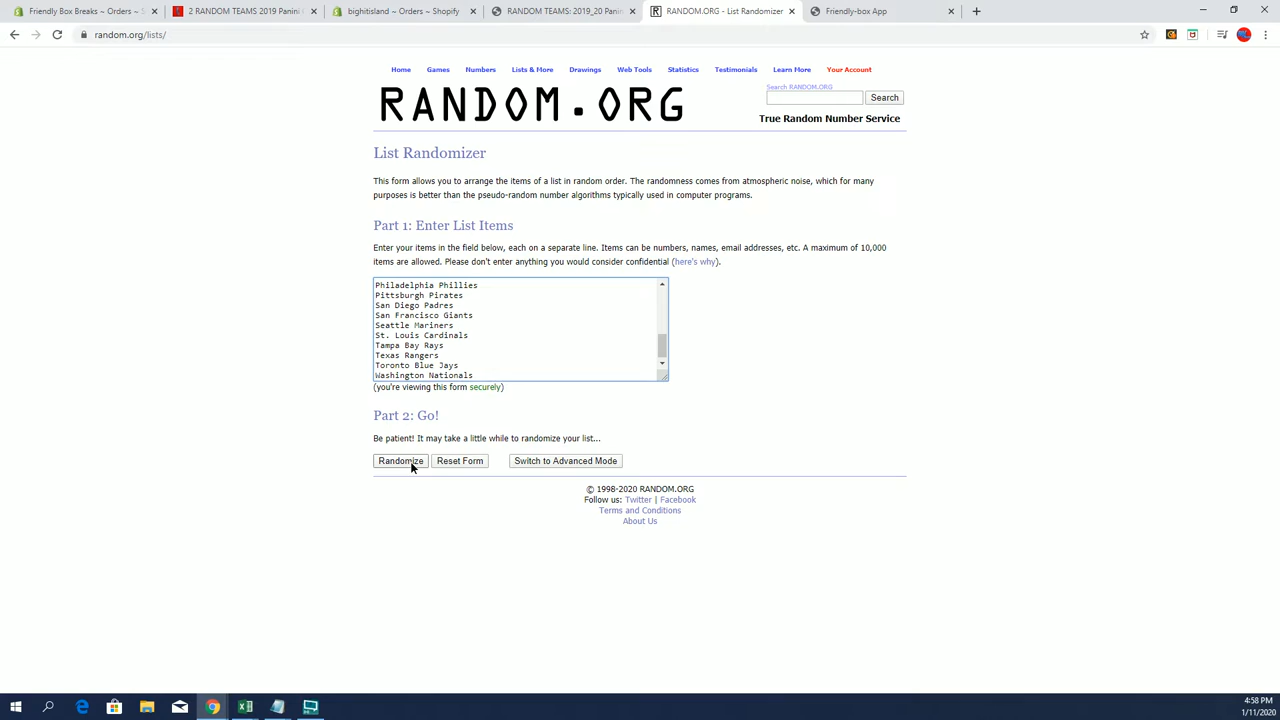 Friendly Box Breaks ~ Orders ~ S
2 RANDOM TEAMS 2019 Panini
bighitisland ~ Orders ~ Shopify
RANDOM TEAMS: 2019_20 Panini
RANDOM.ORG - List Randomizer
Friendly-box App
random.org/lists/
Home Games Numbers Lists & More Drawings Web Tools Statistics Testimonials Learn More Your Account
RANDOM.ORG
Search RANDOM.ORG
Search
True Random Number Service
List Randomizer
This form allows you to arrange the items of a list in random order. The randomness comes from atmospheric noise, which for many
purposes is better than the pseudo-random number algorithms typically used in computer programs.
Part 1: Enter List Items
Enter your items in the field below, each on a separate line. Items can be numbers, names, email addresses, etc. A maximum of 10,000
items are allowed. Please don't enter anything you would consider confidential (here's why).
Philadelphia Phillies
Pittsburgh Pirates
San Diego Padres
San Francisco Giants
Seattle Mariners
St. Louis Cardinals
Tampa Bay Rays
Texas Rangers
Toronto Blue Jays
Washington Nationals
(you're viewing this form securely)
Part 2: Go!
Be patient! It may take a little while to randomize your list...
Randomize Reset Form Switch to Advanced Mode
© 1998-2020 RANDOM.ORG
Follow us: Twitter | Facebook
Terms and Conditions
About Us
4:58 PM
1/11/2020